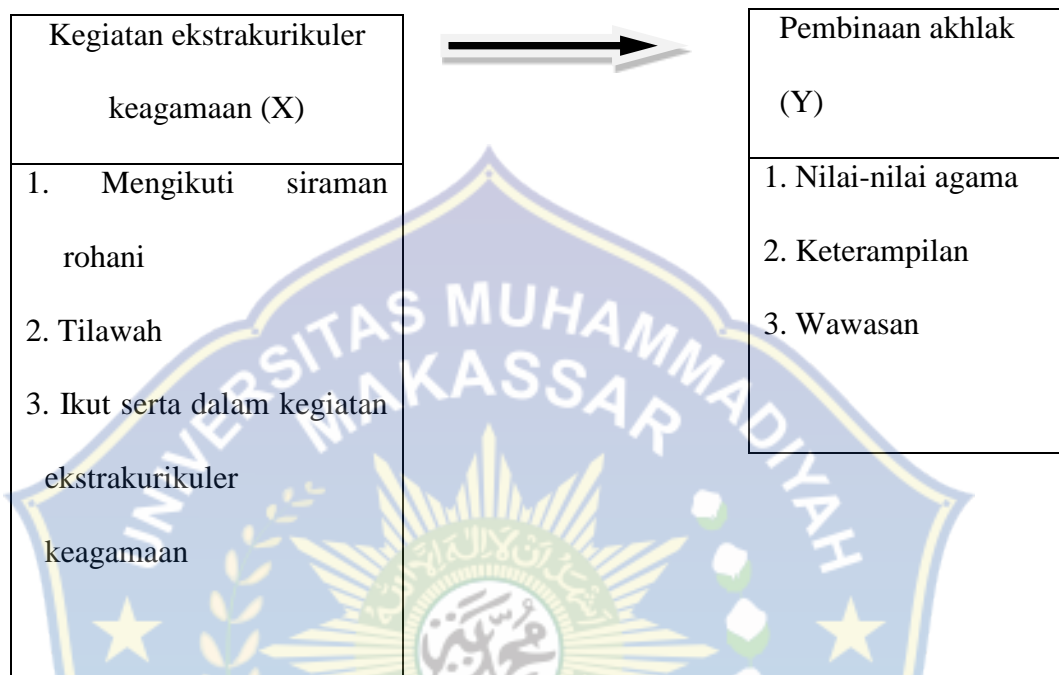 Kegiatan ekstrakurikuler
keagamaan (X)
1. Mengikuti siraman
rohani
2. Tilawah
3. Ikut serta dalam kegiatan
ekstrakurikuler
keagamaan
Pembinaan akhlak
(Y)
1. Nilai-nilai agama
2. Keterampilan
3. Wawasan
UNIVERSITAS MUHAMMADIYAH
MAKASSAR